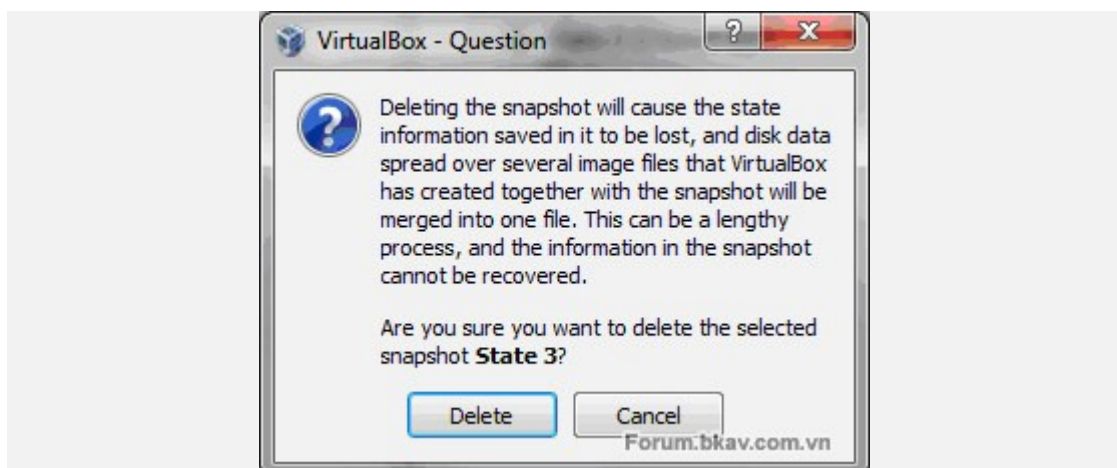 VirtualBox - Question
Deleting the snapshot will cause the state
information saved in it to be lost, and disk data
spread over several image files that VirtualBox
has created together with the snapshot will be
merged into one file. This can be a lengthy
process, and the information in the snapshot
cannot be recovered.
Are you sure you want to delete the selected
snapshot State 3?
Delete Cancel
Forum.bkav.com.vn